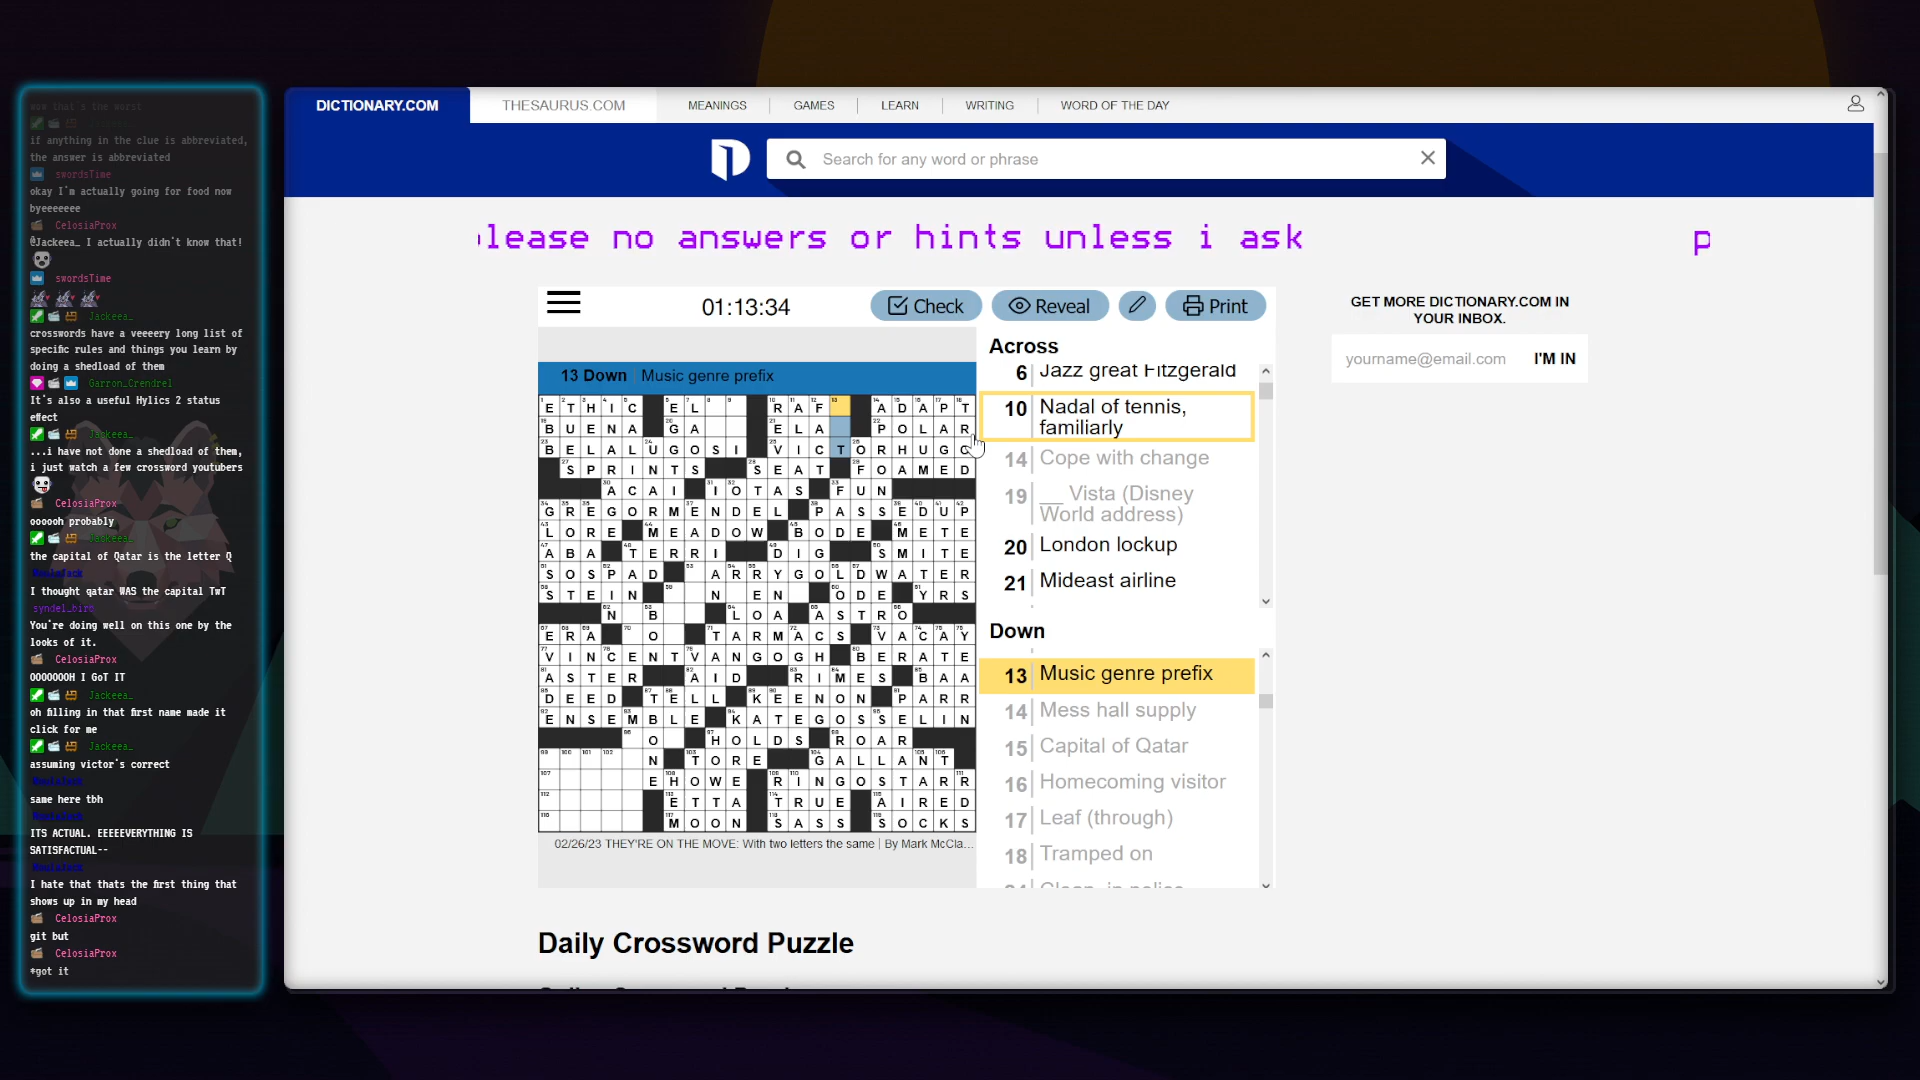 wow that's the worst
Jackeea_
if anything in the clue is abbreviated,
the answer is abbreviated
swordsTime
okay I'm actually going for food now
byeeeeeee
CelosiaProx
@Jackeea_ I actually didn't know that!
swordsTime
Jackeea_
crosswords have a veeeery long list of
specific rules and things you learn by
doing a shedload of them
Garron_Crendrel
It's also a useful Hylics 2 status
effect
Jackeea_
...i have not done a shedload of them,
i just watch a few crossword youtubers
CelosiaProx
oooooh probably
Jackeea_
the capital of Qatar is the letter Q
I thought qatar WAS the capital TwT
syndel_birb
You're doing well on this one by the
looks of it.
CelosiaProx
OOOOOOOH I GoT IT
Jackeea_
oh filling in that first name made it
click for me
Jackeea_
assuming victor's correct
same here tbh
ITS ACTUAL. EEEEEVERYTHING IS
SATISFACTUAL--
I hate that thats the first thing that
shows up in my head
CelosiaProx
git but
CelosiaProx
*got it
DICTIONARY.COM
THESAURUS.COM
MEANINGS
GAMES
LEARN
WRITING
WORD OF THE DAY
Search for any word or phrase
please no answers or hints unless i ask
p
01:13:34
Check
Reveal
Print
13 Down Music genre prefix
E T H I C E L R A F A D A P T
B U E N A G A E L A P O L A R
B E L A L U G O S I V I C T O R H U G O
S P R I N T S S E A T F O A M E D
A C A I I O T A S F U N
G R E G O R M E N D E L P A S S E D U P
L O R E M E A D O W B O D E M E T E
A B A T E R R I D I G S M I T E
S O S P A D A R R Y G O L D W A T E R
S T E I N N E N O D E Y R S
N B L O A A S T R O
E R A O T A R M A C S V A C A Y
V I N C E N T V A N G O G H B E R A T E
A S T E R A I D R I M E S B A A
D E E D T E L L K E E N O N P A R R
E N S E M B L E K A T E G O S S E L I N
O H O L D S R O A R
N T O R E G A L L A N T
E H O W E R I N G O S T A R R
E T T A T R U E A I R E D
M O O N S A S S S O C K S
02/26/23 THEY'RE ON THE MOVE: With two letters the same | By Mark McCla...
Across
6 Jazz great Fitzgerald
10 Nadal of tennis,
familiarly
14 Cope with change
19 __ Vista (Disney
World address)
20 London lockup
21 Mideast airline
Down
13 Music genre prefix
14 Mess hall supply
15 Capital of Qatar
16 Homecoming visitor
17 Leaf (through)
18 Tramped on
GET MORE DICTIONARY.COM IN
YOUR INBOX.
yourname@email.com
I'M IN
Daily Crossword Puzzle